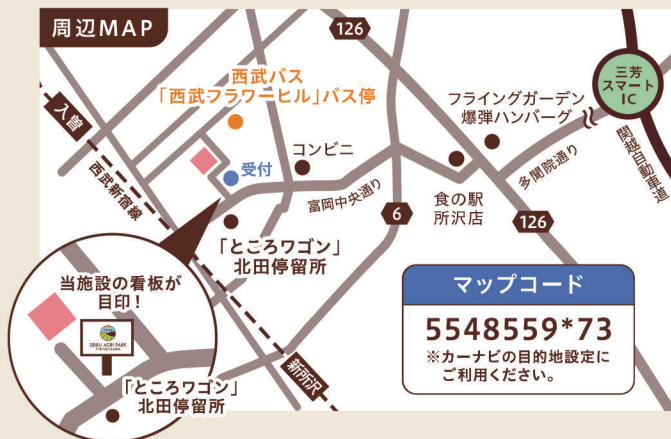 周辺MAP
126
三芳
スマート
IC
西武バス
「西武フラワーヒル」バス停
フライングガーデン
爆弾ハンバーグ
入曽
コンビニ
受付
関越自動車道
西武新宿線
多聞院通り
富岡中央通り
食の駅
所沢店
6
126
「ところワゴン」
北田停留所
当施設の看板が
目印！
マップコード
5548559*73
※カーナビの目的地設定に
ご利用ください。
SEIBU AGRI PARK
新所沢
「ところワゴン」
北田停留所